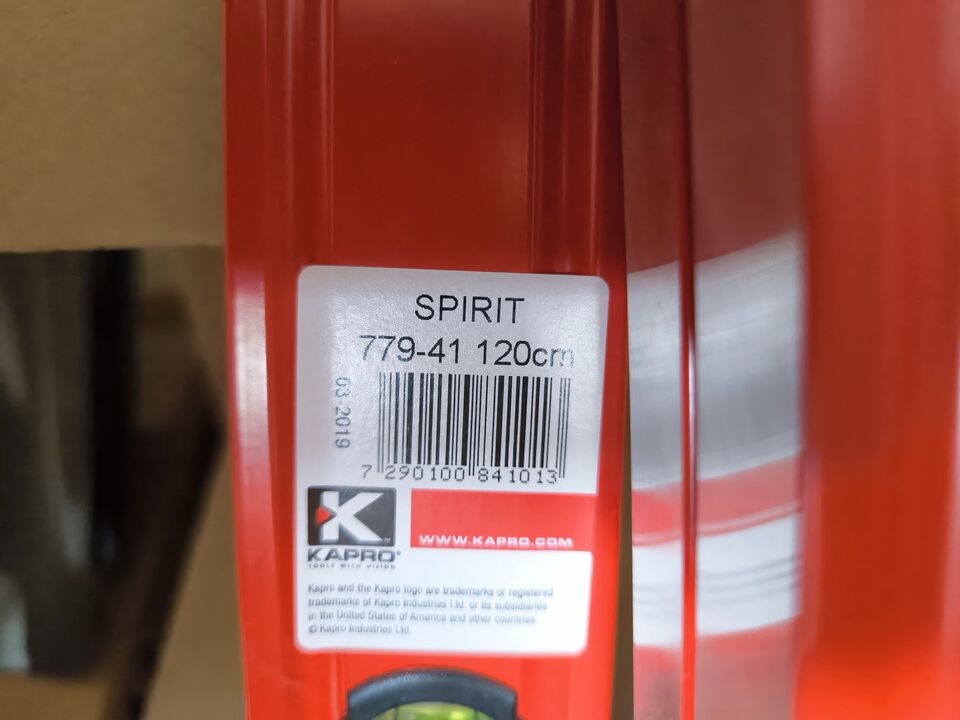 SPIRIT
779-41 120cm
03 2019
7 290100 841013
K
KAPRO®
TOOLS WITH VISION
WWW.KAPRO.COM
Kapro and the Kapro logo are trademarks or registered
trademarks of Kapro Industries Ltd. or its subsidiaries
in the United States of America and other countries.
© Kapro Industries Ltd.